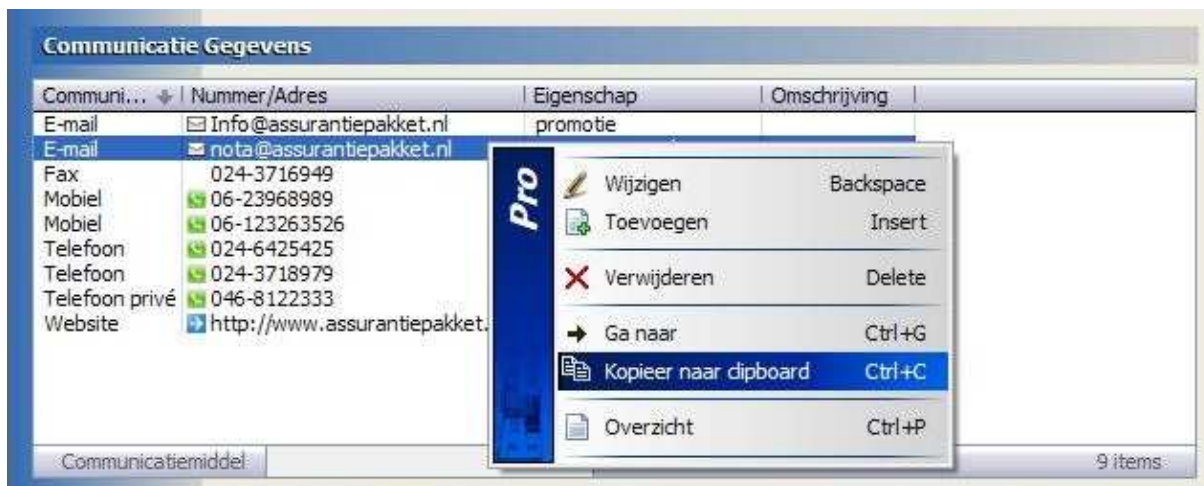 Communicatie Gegevens
Communi... Nummer/Adres Eigenschap Omschrijving
E-mail Info@assurantiepakket.nl promotie
E-mail nota@assurantiepakket.nl
Fax 024-3716949
Mobiel 06-23968989
Mobiel 06-123263526
Telefoon 024-6425425
Telefoon 024-3718979
Telefoon privé 046-8122333
Website http://www.assurantiepakket.
Pro
Wijzigen Backspace
Toevoegen Insert
Verwijderen Delete
Ga naar Ctrl+G
Kopieer naar clipboard Ctrl+C
Overzicht Ctrl+P
Communicatiemiddel 9 items